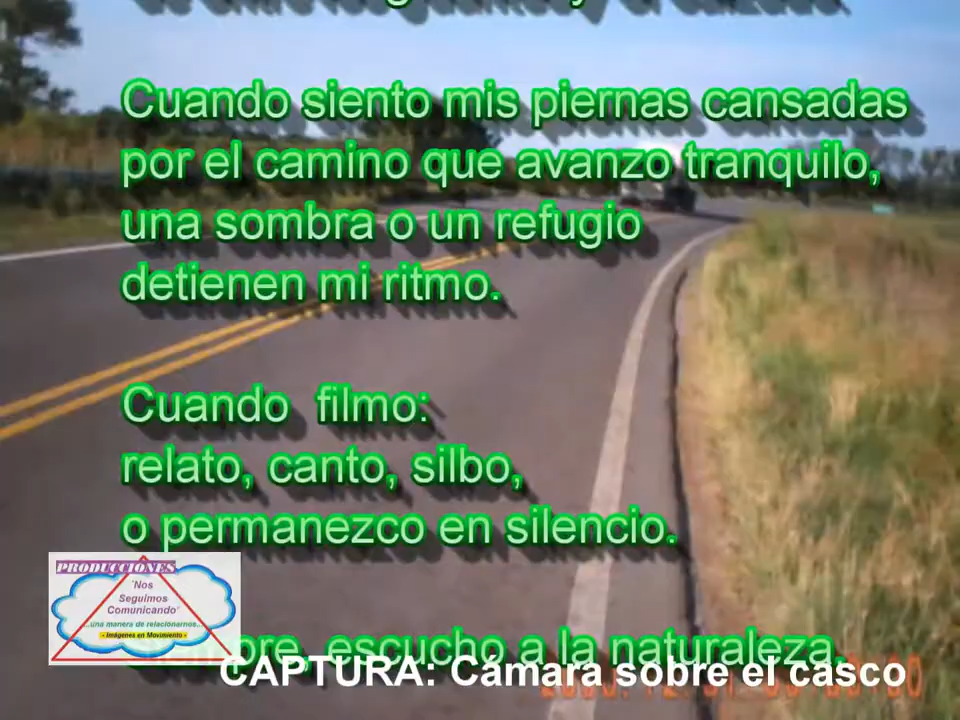 Cuando siento mis piernas cansadas
por el camino que avanzo tranquilo,
una sombra o un refugio
detienen mi ritmo.
Cuando filmo:
relato, canto, silbo,
o permanezco en silencio.
PRODUCCIONES
"Nos
Seguimos
Comunicando"
...una manera de relacionarnos...
- Imágenes en Movimiento -
escucho a la naturaleza,
CAPTURA: Cámara sobre el casco